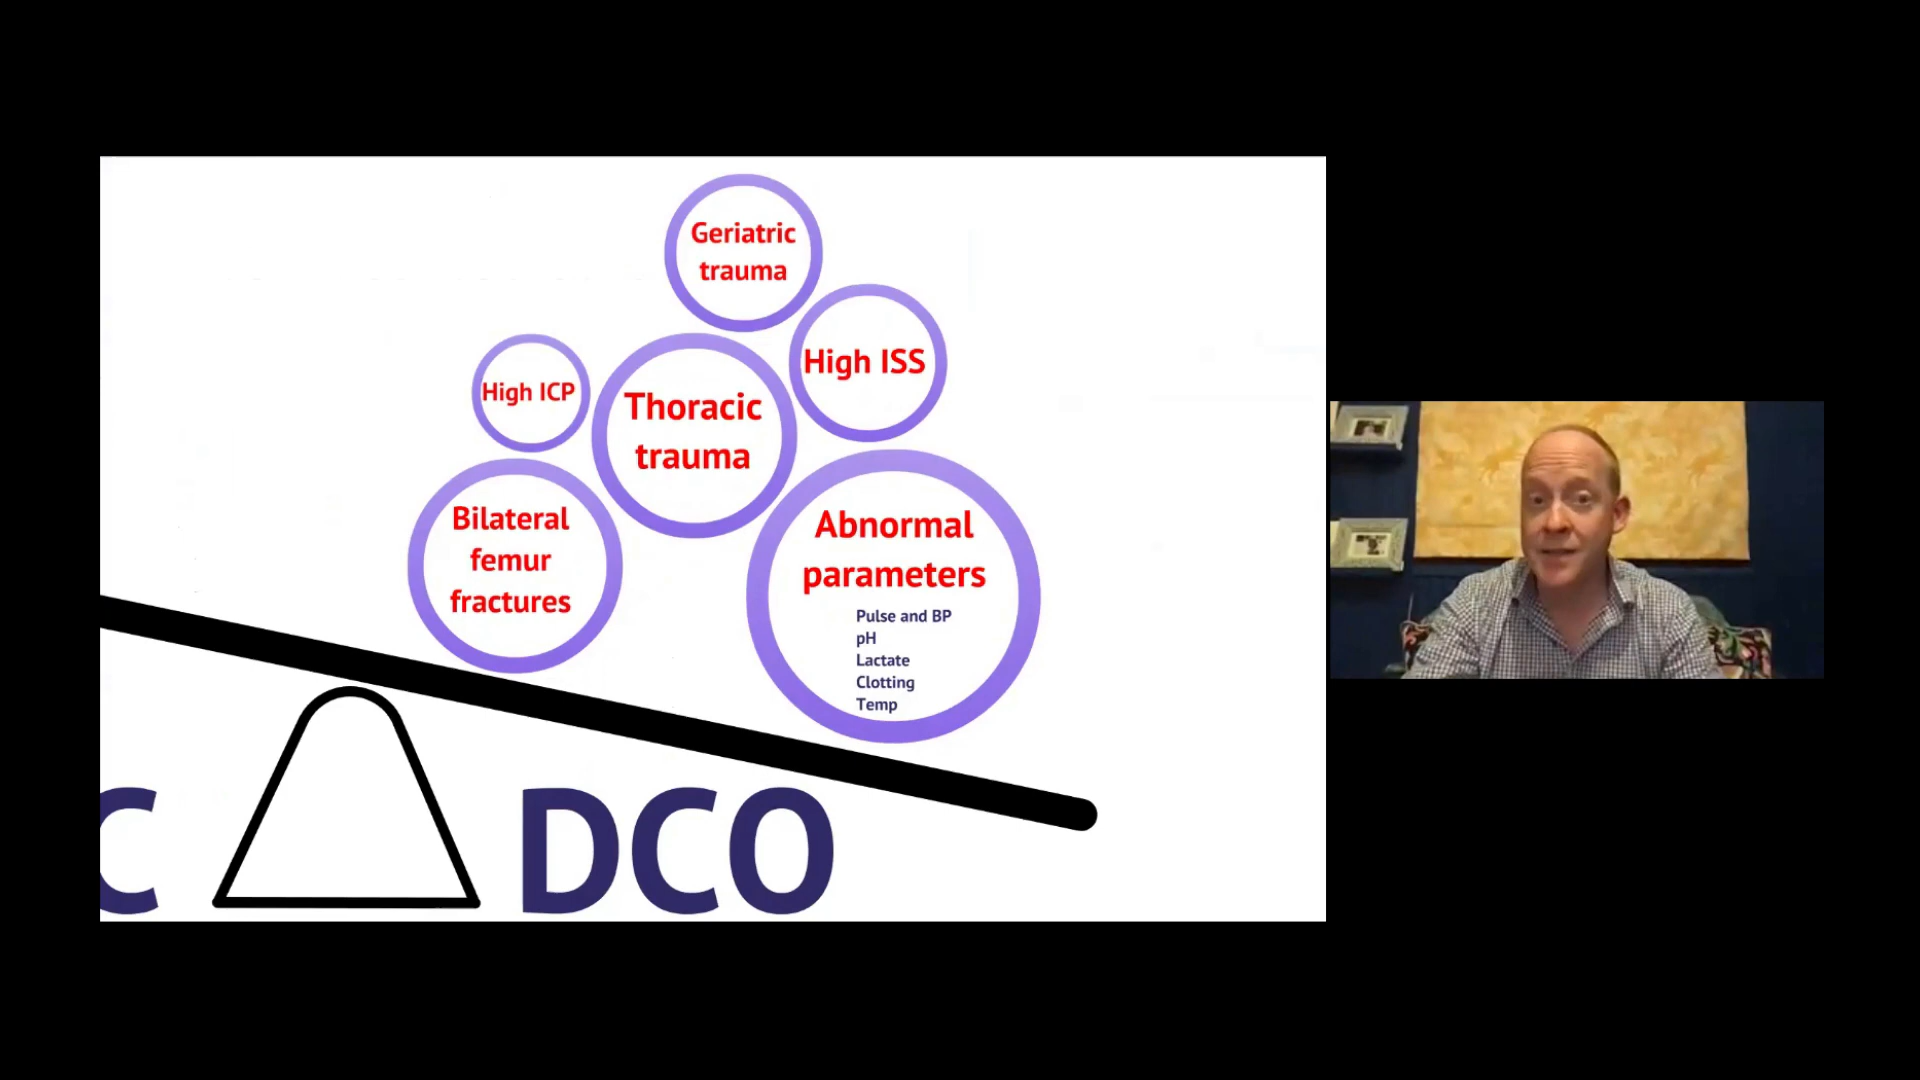 Geriatric
trauma
High ISS
High ICP
Thoracic
trauma
Bilateral
femur
fractures
Abnormal
parameters
Pulse and BP
pH
Lactate
Clotting
Temp
C
DCO